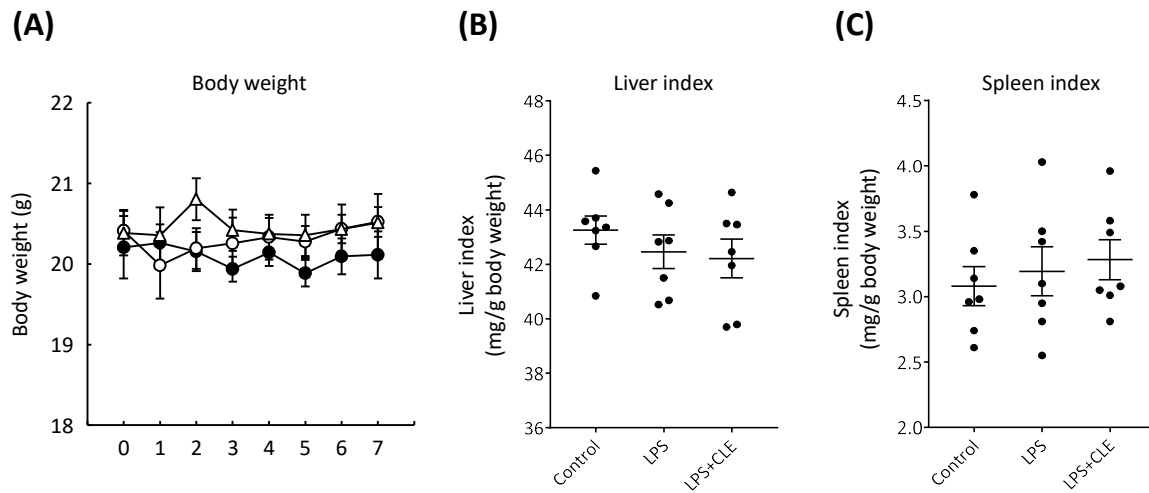 (A)
Body weight
Body weight (g)
22
21
20
19
18
0 1 2 3 4 5 6 7
(B)
Liver index
Liver index
(mg/g body weight)
48
46
44
42
40
38
36
Control LPS LPS+CLE
(C)
Spleen index
Spleen index
(mg/g body weight)
4.5
4.0
3.5
3.0
2.5
2.0
Control LPS LPS+CLE